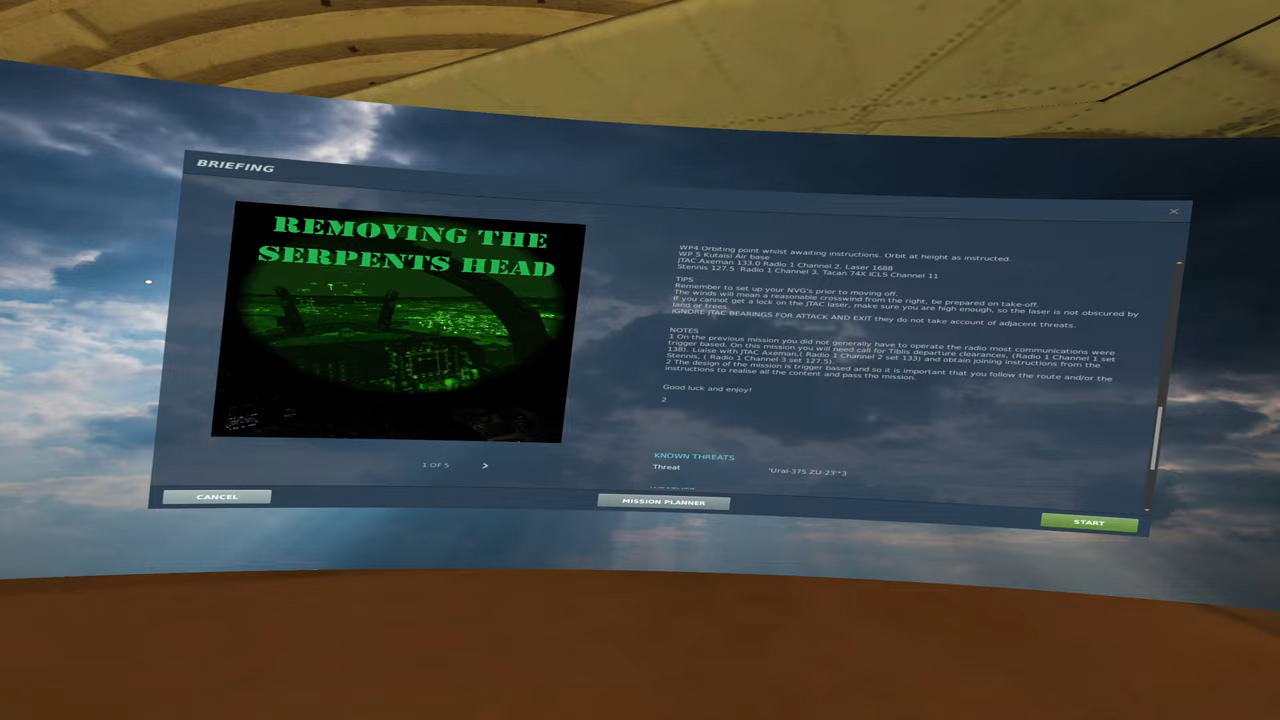 BRIEFING
REMOVING THE
SERPENTS HEAD
WP4 Orbiting point whilst awaiting instructions. Orbit at height as instructed.
WP 5 Kutaisi Air base
JTAC Axeman 133.0 Radio 1 Channel 2. Laser 1688
Stennis 127.5 Radio 1 Channel 3. Tacan 74X ICLS Channel 11
TIPS
Remember to set up your NVG's prior to moving off.
The winds will mean a reasonable crosswind from the right, be prepared on take-off.
If you cannot get a lock on the JTAC laser, make sure you are high enough, so the laser is not obscured by
land or trees.
IGNORE JTAC BEARINGS FOR ATTACK AND EXIT they do not take account of adjacent threats.
NOTES
1 On the previous mission you did not generally have to operate the radio most communications were
trigger based. On this mission you will need call for Tiblis departure clearances, (Radio 1 Channel 1 set
138). Liaise with JTAC Axeman,( Radio 1 Channel 2 set 133) and obtain joining instructions from the
Stennis, ( Radio 1 Channel 3 set 127.5).
2 The design of the mission is trigger based and so it is important that you follow the route and/or the
instructions to realise all the content and pass the mission.
Good luck and enjoy!
2
KNOWN THREATS
Threat 'Ural-375 ZU-23'*3
1 OF 5 >
CANCEL
MISSION PLANNER
START